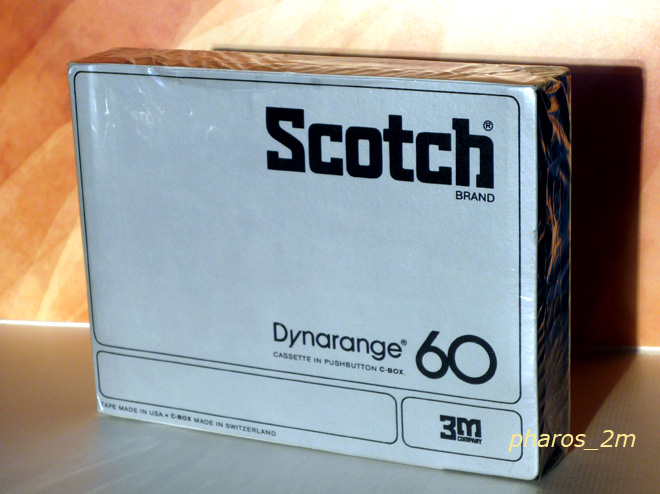 Scotch®
BRAND
Dynarange® 60
CASSETTE IN PUSHBUTTON C-BOX
TAPE MADE IN USA • C-BOX MADE IN SWITZERLAND
3M
COMPANY
pharos_2m